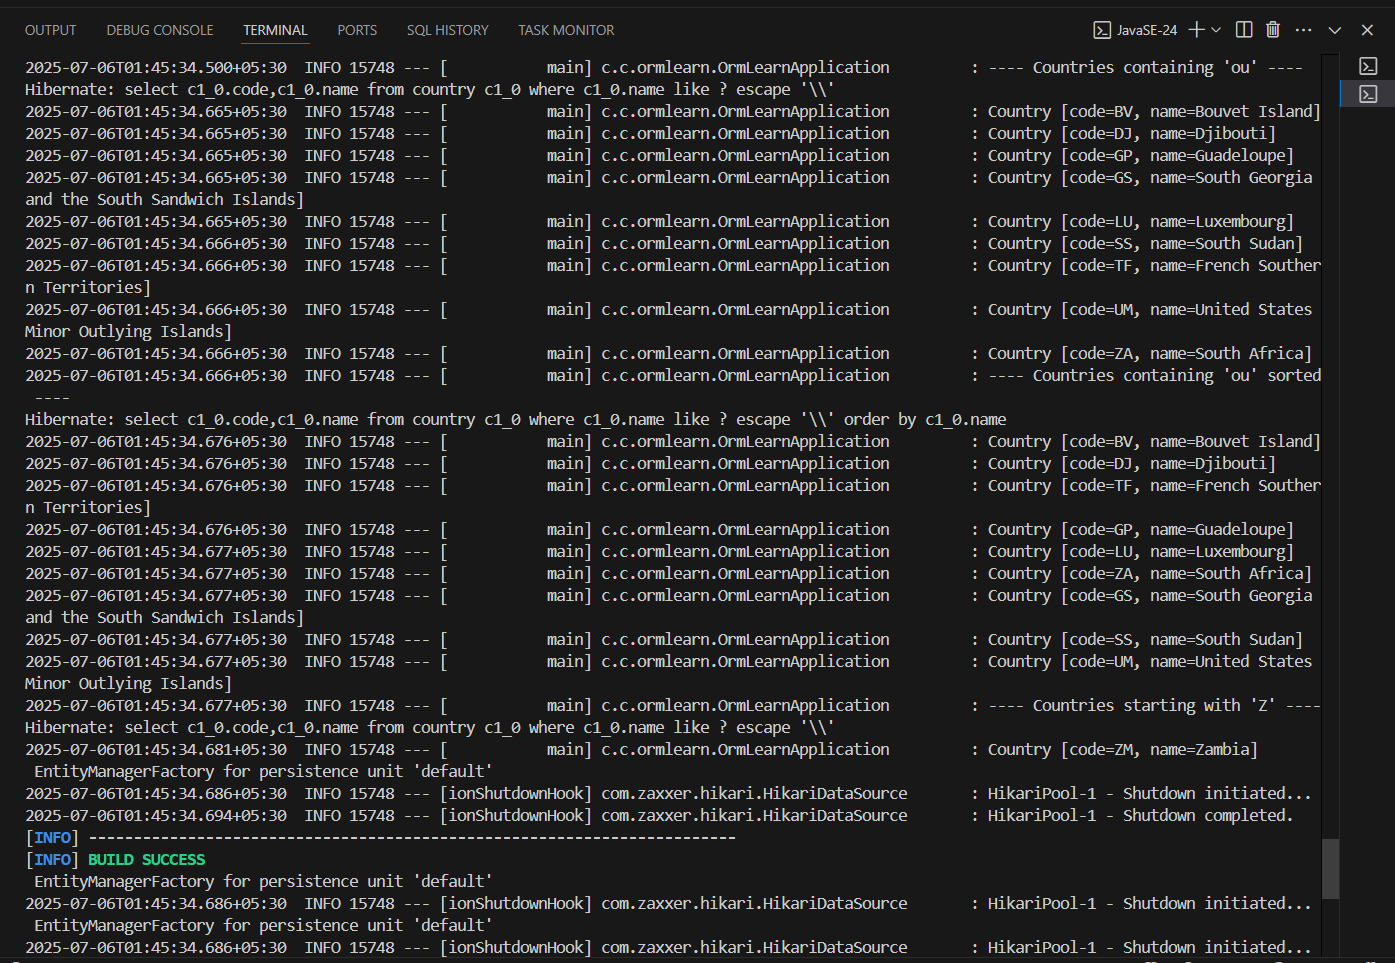 OUTPUT DEBUG CONSOLE TERMINAL PORTS SQL HISTORY TASK MONITOR JavaSE-24
2025-07-06T01:45:34.500+05:30  INFO 15748 --- [           main] c.c.ormlearn.OrmLearnApplication         : ---- Countries containing 'ou' ----
Hibernate: select c1_0.code,c1_0.name from country c1_0 where c1_0.name like ? escape '\\'
2025-07-06T01:45:34.665+05:30  INFO 15748 --- [           main] c.c.ormlearn.OrmLearnApplication         : Country [code=BV, name=Bouvet Island]
2025-07-06T01:45:34.665+05:30  INFO 15748 --- [           main] c.c.ormlearn.OrmLearnApplication         : Country [code=DJ, name=Djibouti]
2025-07-06T01:45:34.665+05:30  INFO 15748 --- [           main] c.c.ormlearn.OrmLearnApplication         : Country [code=GP, name=Guadeloupe]
2025-07-06T01:45:34.665+05:30  INFO 15748 --- [           main] c.c.ormlearn.OrmLearnApplication         : Country [code=GS, name=South Georgia
and the South Sandwich Islands]
2025-07-06T01:45:34.665+05:30  INFO 15748 --- [           main] c.c.ormlearn.OrmLearnApplication         : Country [code=LU, name=Luxembourg]
2025-07-06T01:45:34.666+05:30  INFO 15748 --- [           main] c.c.ormlearn.OrmLearnApplication         : Country [code=SS, name=South Sudan]
2025-07-06T01:45:34.666+05:30  INFO 15748 --- [           main] c.c.ormlearn.OrmLearnApplication         : Country [code=TF, name=French Souther
n Territories]
2025-07-06T01:45:34.666+05:30  INFO 15748 --- [           main] c.c.ormlearn.OrmLearnApplication         : Country [code=UM, name=United States
Minor Outlying Islands]
2025-07-06T01:45:34.666+05:30  INFO 15748 --- [           main] c.c.ormlearn.OrmLearnApplication         : Country [code=ZA, name=South Africa]
2025-07-06T01:45:34.666+05:30  INFO 15748 --- [           main] c.c.ormlearn.OrmLearnApplication         : ---- Countries containing 'ou' sorted
 ----
Hibernate: select c1_0.code,c1_0.name from country c1_0 where c1_0.name like ? escape '\\' order by c1_0.name
2025-07-06T01:45:34.676+05:30  INFO 15748 --- [           main] c.c.ormlearn.OrmLearnApplication         : Country [code=BV, name=Bouvet Island]
2025-07-06T01:45:34.676+05:30  INFO 15748 --- [           main] c.c.ormlearn.OrmLearnApplication         : Country [code=DJ, name=Djibouti]
2025-07-06T01:45:34.676+05:30  INFO 15748 --- [           main] c.c.ormlearn.OrmLearnApplication         : Country [code=TF, name=French Souther
n Territories]
2025-07-06T01:45:34.676+05:30  INFO 15748 --- [           main] c.c.ormlearn.OrmLearnApplication         : Country [code=GP, name=Guadeloupe]
2025-07-06T01:45:34.677+05:30  INFO 15748 --- [           main] c.c.ormlearn.OrmLearnApplication         : Country [code=LU, name=Luxembourg]
2025-07-06T01:45:34.677+05:30  INFO 15748 --- [           main] c.c.ormlearn.OrmLearnApplication         : Country [code=ZA, name=South Africa]
2025-07-06T01:45:34.677+05:30  INFO 15748 --- [           main] c.c.ormlearn.OrmLearnApplication         : Country [code=GS, name=South Georgia
and the South Sandwich Islands]
2025-07-06T01:45:34.677+05:30  INFO 15748 --- [           main] c.c.ormlearn.OrmLearnApplication         : Country [code=SS, name=South Sudan]
2025-07-06T01:45:34.677+05:30  INFO 15748 --- [           main] c.c.ormlearn.OrmLearnApplication         : Country [code=UM, name=United States
Minor Outlying Islands]
2025-07-06T01:45:34.677+05:30  INFO 15748 --- [           main] c.c.ormlearn.OrmLearnApplication         : ---- Countries starting with 'Z' ----
Hibernate: select c1_0.code,c1_0.name from country c1_0 where c1_0.name like ? escape '\\'
2025-07-06T01:45:34.681+05:30  INFO 15748 --- [           main] c.c.ormlearn.OrmLearnApplication         : Country [code=ZM, name=Zambia]
 EntityManagerFactory for persistence unit 'default'
2025-07-06T01:45:34.686+05:30  INFO 15748 --- [ionShutdownHook] com.zaxxer.hikari.HikariDataSource       : HikariPool-1 - Shutdown initiated...
2025-07-06T01:45:34.694+05:30  INFO 15748 --- [ionShutdownHook] com.zaxxer.hikari.HikariDataSource       : HikariPool-1 - Shutdown completed.
[INFO] ------------------------------------------------------------------------
[INFO] BUILD SUCCESS
 EntityManagerFactory for persistence unit 'default'
2025-07-06T01:45:34.686+05:30  INFO 15748 --- [ionShutdownHook] com.zaxxer.hikari.HikariDataSource       : HikariPool-1 - Shutdown initiated...
 EntityManagerFactory for persistence unit 'default'
2025-07-06T01:45:34.686+05:30  INFO 15748 --- [ionShutdownHook] com.zaxxer.hikari.HikariDataSource       : HikariPool-1 - Shutdown initiated...